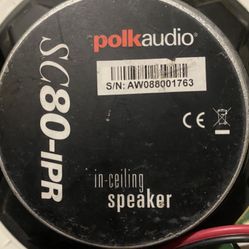 polkaudio®
S/N: AW088001763
SC80-IPR
CE
in-ceiling
speaker